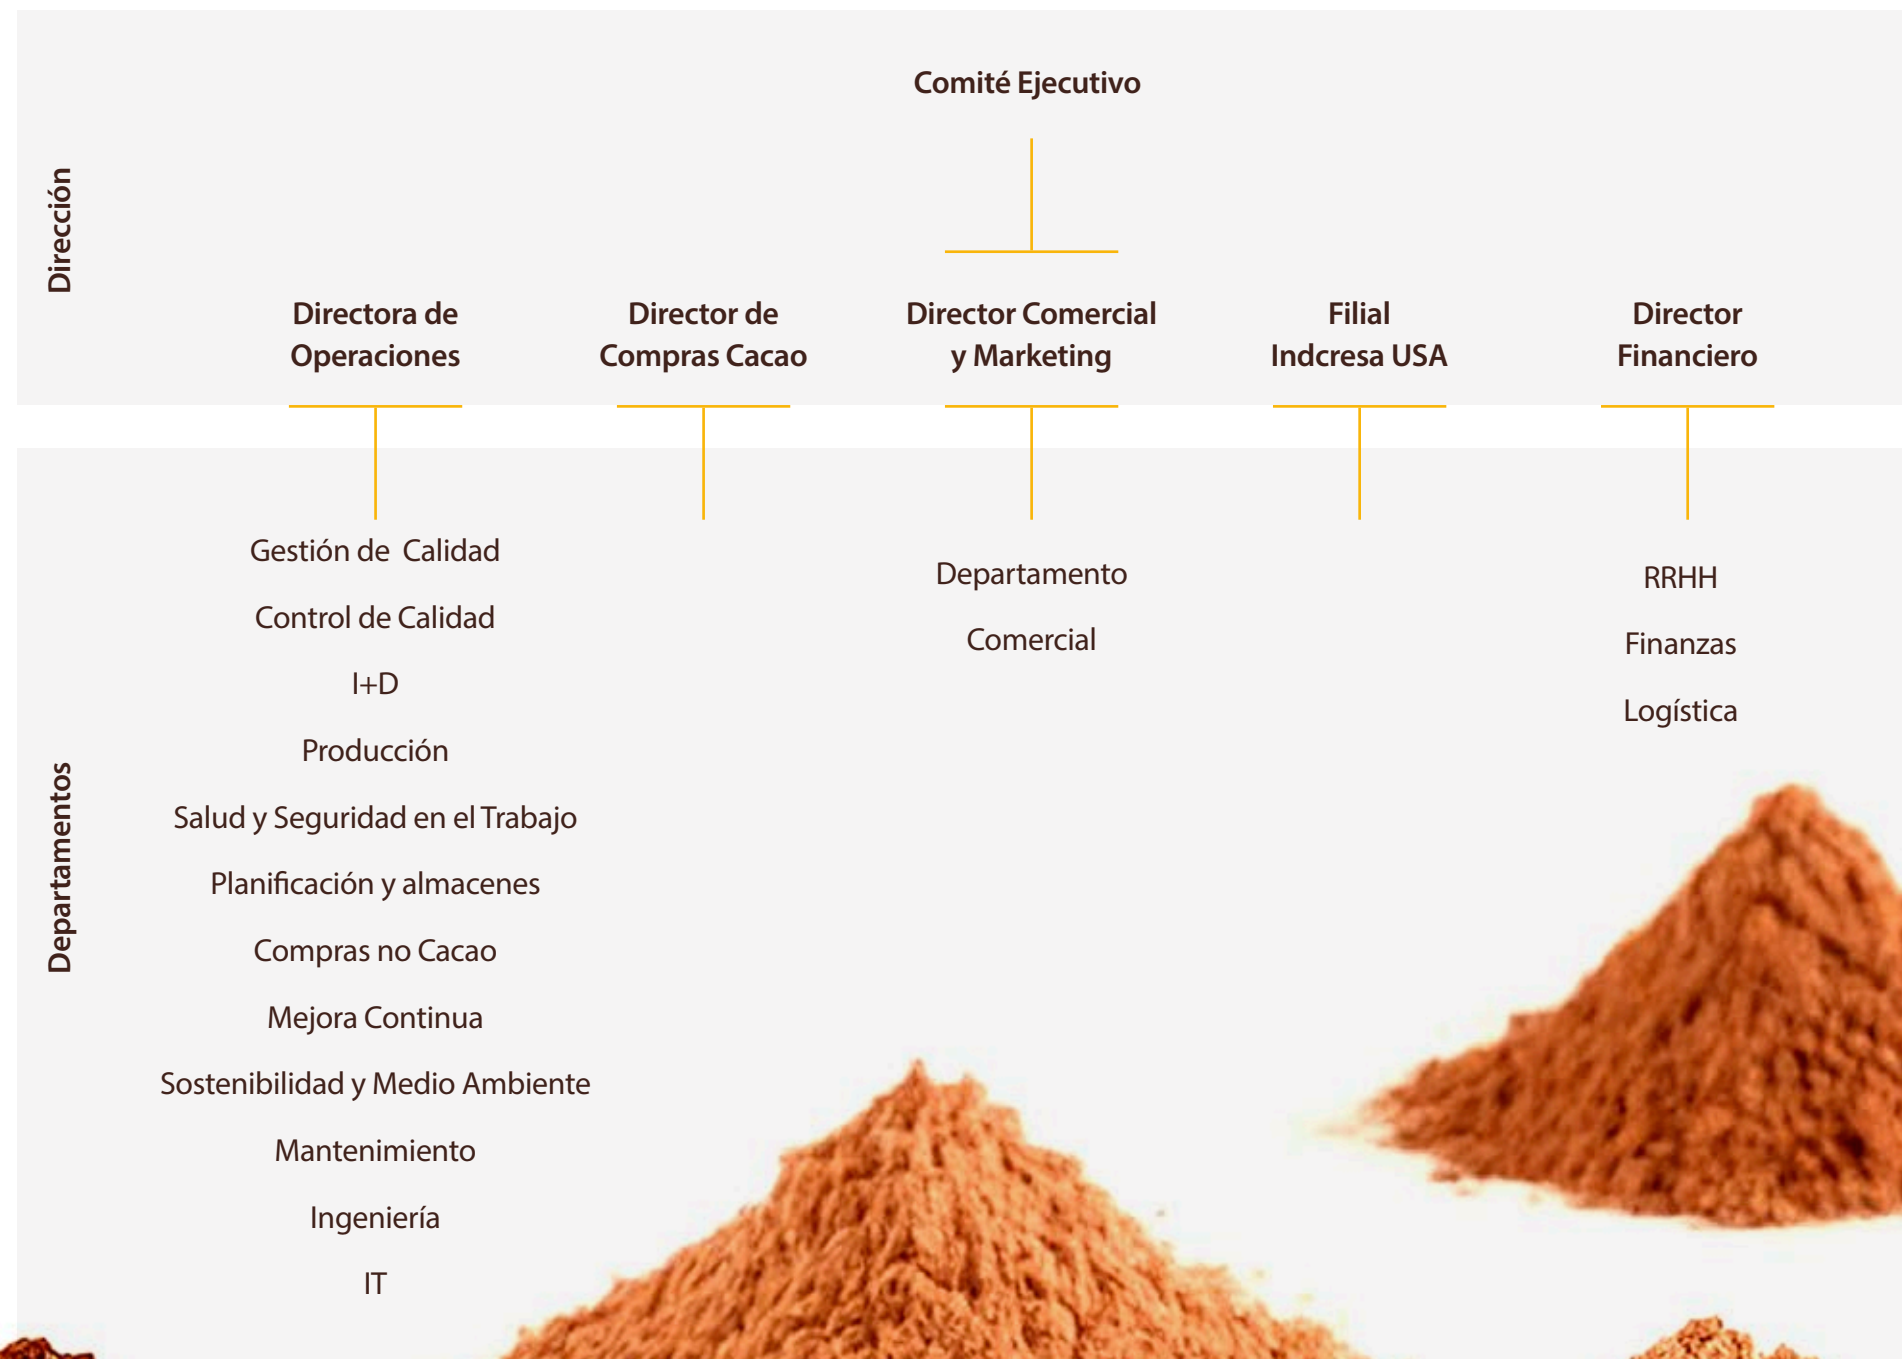 Comité Ejecutivo
Dirección
Directora de
Operaciones
Director de
Compras Cacao
Director Comercial
y Marketing
Filial
Indcresa USA
Director
Financiero
Departamentos
Gestión de Calidad
Control de Calidad
I+D
Producción
Salud y Seguridad en el Trabajo
Planificación y almacenes
Compras no Cacao
Mejora Continua
Sostenibilidad y Medio Ambiente
Mantenimiento
Ingeniería
IT
Departamento
Comercial
RRHH
Finanzas
Logística